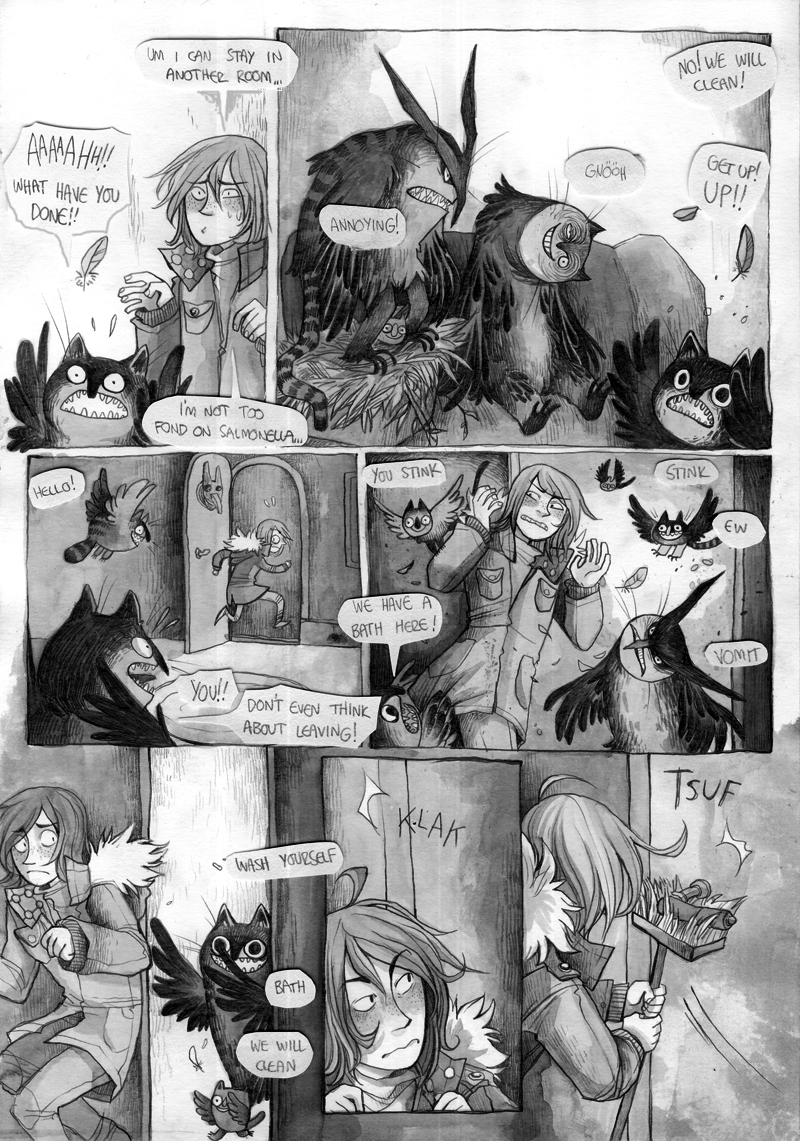 UM I CAN STAY IN
ANOTHER ROOM...
AAAAAHH!!
WHAT HAVE YOU
DONE!!
I'M NOT TOO
FOND ON SALMONELLA...
NO! WE WILL
CLEAN!
ANNOYING!
GNÖÖH
GET UP!
UP!!
HELLO!
YOU!!
DON'T EVEN THINK
ABOUT LEAVING!
YOU STINK
STINK
EW
WE HAVE A
BATH HERE!
VOMIT
WASH YOURSELF
BATH
WE WILL
CLEAN
KLAK
TSUF